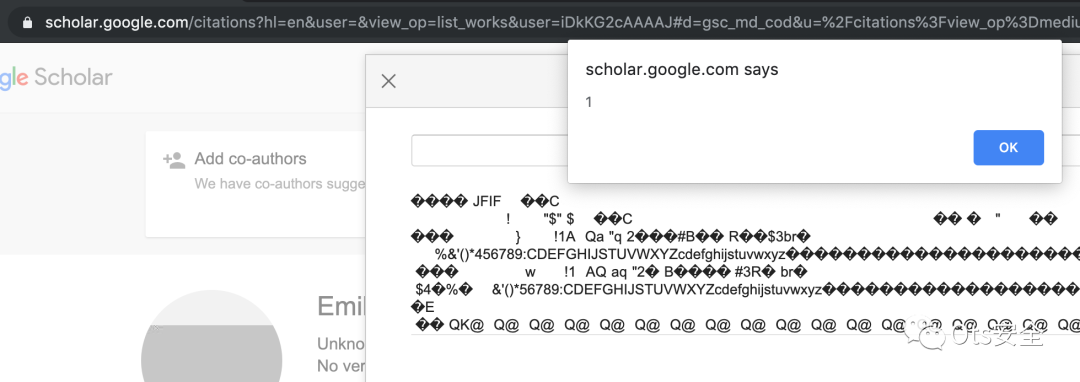 scholar.google.com/citations?hl=en&user=&view_op=list_works&user=iDkKG2cAAAAJ#d=gsc_md_cod&u=%2Fcitations%3Fview_op%3Dmediu
scholar.google.com says
1
OK
gle Scholar
Add co-authors
We have co-authors sugge
���� JFIF ��C
! "$" $ ��C �� � " ��
��� } !1A Qa "q 2���#B�� R��$3br�
%&'()*456789:CDEFGHIJSTUVWXYZcdefghijstuvwxyz�������������������������
��� w !1 AQ aq "2� B���� #3R� br�
$4�%� &'()*56789:CDEFGHIJSTUVWXYZcdefghijstuvwxyz����������������������
�E
�� QK@ Q@ Q@ Q@ Q@ Q@ Q@ Q@ Q@ Q@ Q@ Q@ Q@ Q@ Q@ Q@ Q@
Emil
Unkno
No ver
Ots安全